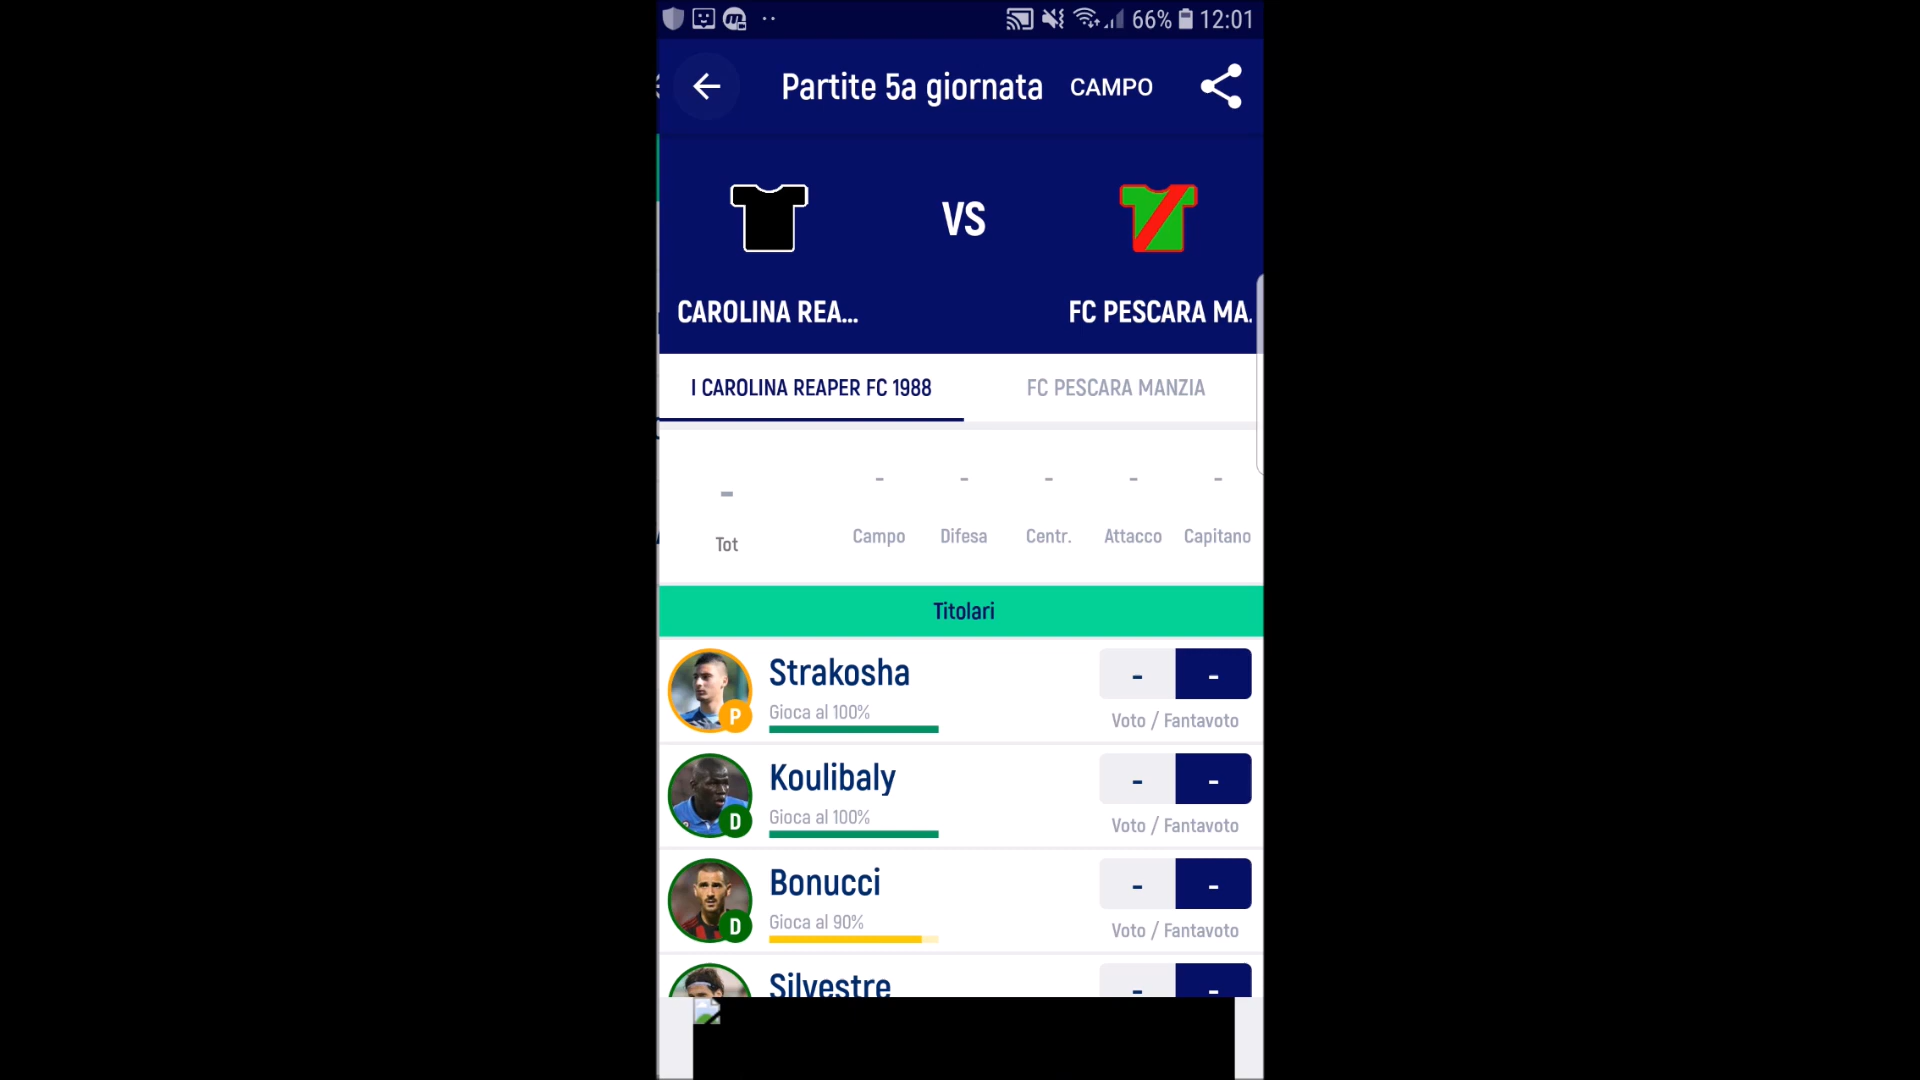 66% 12:01
Partite 5a giornata CAMPO
VS
CAROLINA REA... FC PESCARA MA.
I CAROLINA REAPER FC 1988 FC PESCARA MANZIA
- - - - - -
Tot Campo Difesa Centr. Attacco Capitano
Titolari
Strakosha - -
P Gioca al 100% Voto / Fantavoto
Koulibaly - -
D Gioca al 100% Voto / Fantavoto
Bonucci - -
D Gioca al 90% Voto / Fantavoto
Silvestre - -